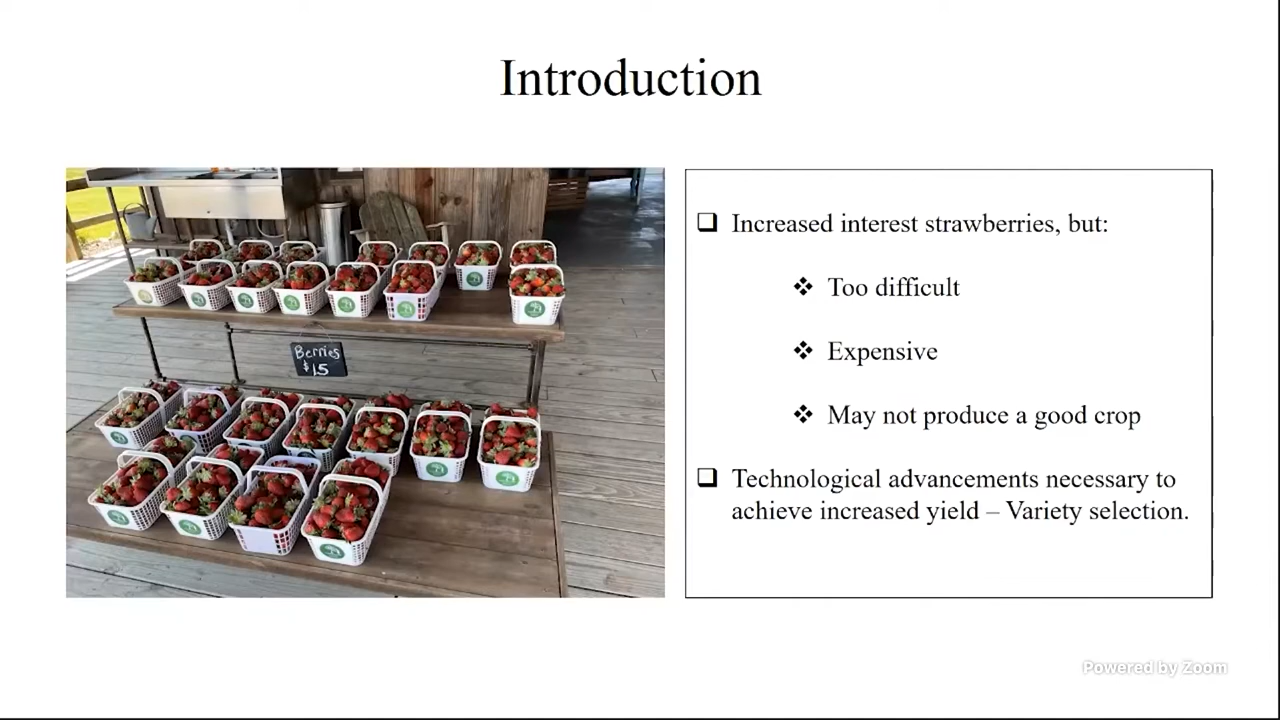 Introduction
Berries
$15
❑ Increased interest strawberries, but:
❖ Too difficult
❖ Expensive
❖ May not produce a good crop
❑ Technological advancements necessary to
achieve increased yield – Variety selection.
Powered by Zoom